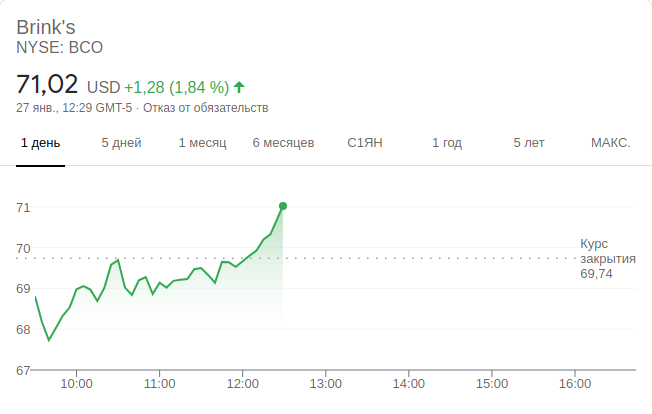 Brink's
NYSE: BCO
71,02 USD +1,28 (1,84 %)
27 янв., 12:29 GMT-5 · Отказ от обязательств
1 день 5 дней 1 месяц 6 месяцев С1ЯН 1 год 5 лет МАКС.
71
70
69
68
67
Курс
закрытия
69,74
10:00 11:00 12:00 13:00 14:00 15:00 16:00